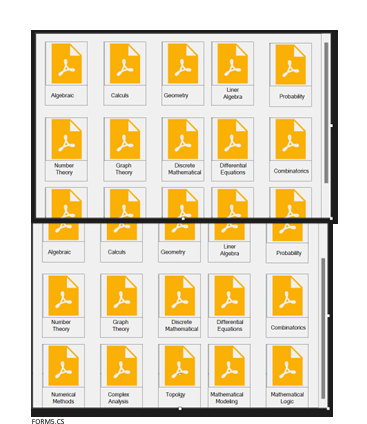 Algebraic Calculs Geometry Liner Algebra Probability
Number Theory Graph Theory Discrete Mathematical Differential Equations Combinatorics
Algebraic Calculs Geometry Liner Algebra Probability
Number Theory Graph Theory Discrete Mathematical Differential Equations Combinatorics
Numerical Methods Complex Analysis Topolgy Mathematical Modeling Mathematical Logic
FORM5.CS